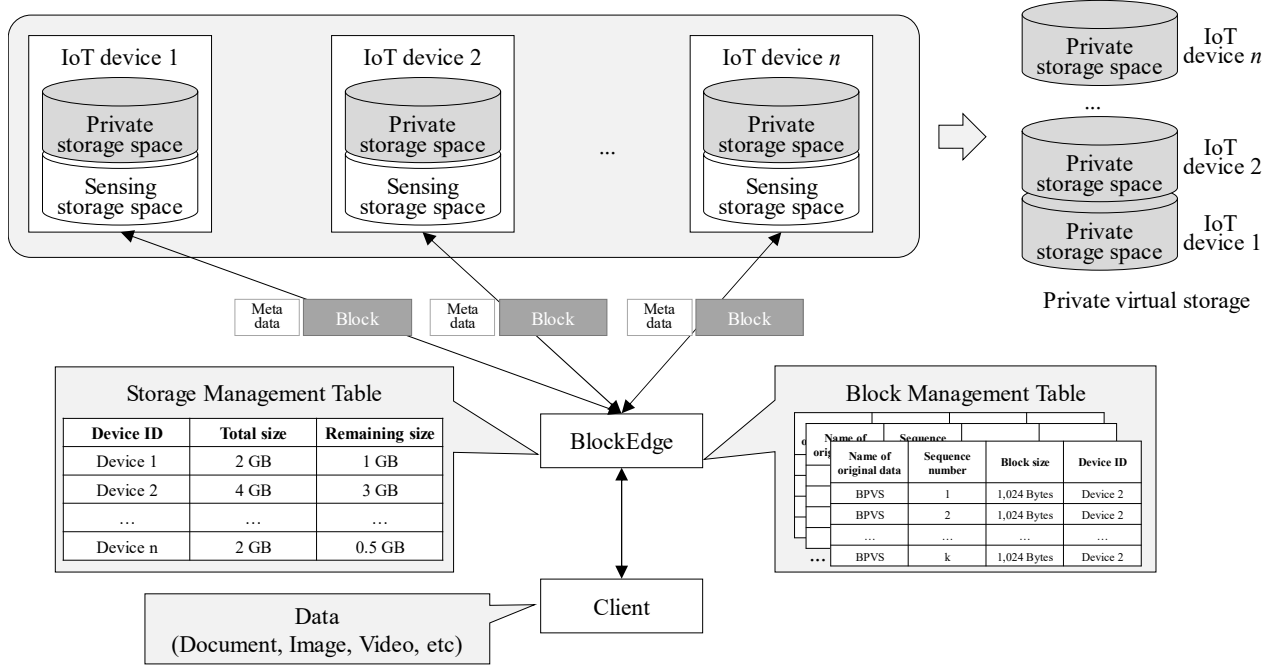 IoT device 1
Private
storage space
Sensing
storage space
IoT device 2
Private
storage space
Sensing
storage space
...
IoT device n
Private
storage space
Sensing
storage space
Private
storage space
IoT
device n
...
Private
storage space
IoT
device 2
Private
storage space
IoT
device 1
Private virtual storage
Meta
data
Block
Meta
data
Block
Meta
data
Block
Storage Management Table
Device ID Total size Remaining size
Device 1 2 GB 1 GB
Device 2 4 GB 3 GB
... ... ...
Device n 2 GB 0.5 GB
BlockEdge
Block Management Table
Name of Sequence
Name of
original data
Sequence
number
Block size
Device ID
BPVS 1 1,024 Bytes Device 2
BPVS 2 1,024 Bytes Device 2
... ... ... ...
BPVS k 1,024 Bytes Device 2
...
Client
Data
(Document, Image, Video, etc)